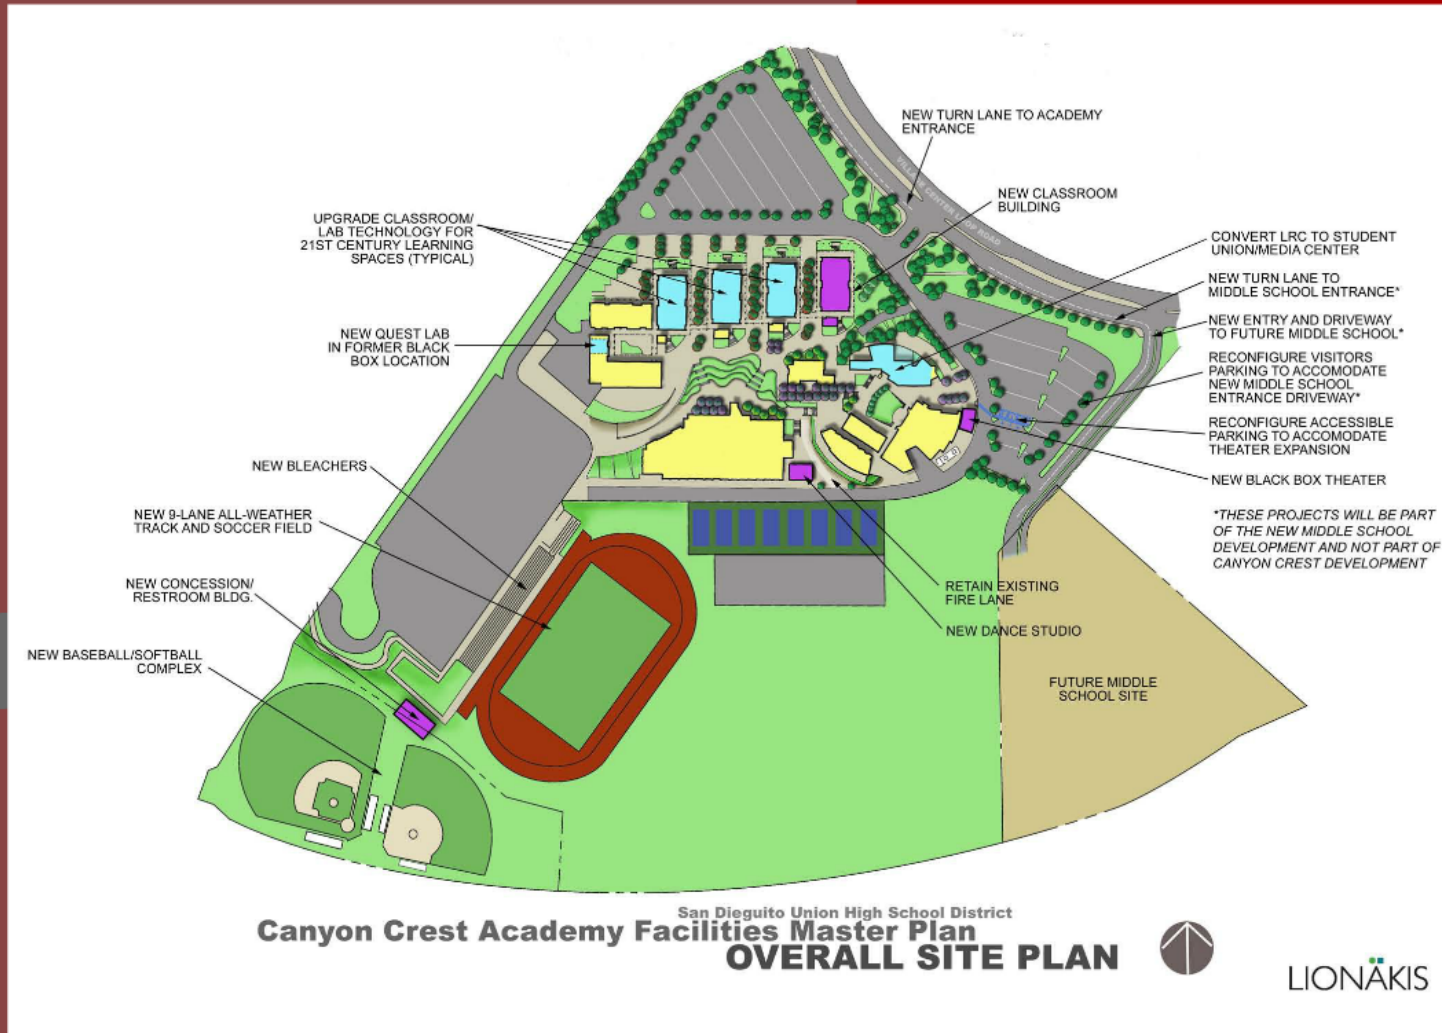 NEW TURN LANE TO ACADEMY
ENTRANCE
VILLAGE CENTER LOOP ROAD
NEW CLASSROOM
BUILDING
UPGRADE CLASSROOM/
LAB TECHNOLOGY FOR
21ST CENTURY LEARNING
SPACES (TYPICAL)
CONVERT LRC TO STUDENT
UNION/MEDIA CENTER
NEW TURN LANE TO
MIDDLE SCHOOL ENTRANCE*
NEW ENTRY AND DRIVEWAY
TO FUTURE MIDDLE SCHOOL*
NEW QUEST LAB
IN FORMER BLACK
BOX LOCATION
RECONFIGURE VISITORS
PARKING TO ACCOMODATE
NEW MIDDLE SCHOOL
ENTRANCE DRIVEWAY*
RECONFIGURE ACCESSIBLE
PARKING TO ACCOMODATE
THEATER EXPANSION
NEW BLEACHERS
NEW BLACK BOX THEATER
NEW 9-LANE ALL-WEATHER
TRACK AND SOCCER FIELD
*THESE PROJECTS WILL BE PART
OF THE NEW MIDDLE SCHOOL
DEVELOPMENT AND NOT PART OF
CANYON CREST DEVELOPMENT
NEW CONCESSION/
RESTROOM BLDG.
RETAIN EXISTING
FIRE LANE
NEW DANCE STUDIO
NEW BASEBALL/SOFTBALL
COMPLEX
FUTURE MIDDLE
SCHOOL SITE
San Dieguito Union High School District
Canyon Crest Academy Facilities Master Plan
OVERALL SITE PLAN
LIONAKIS